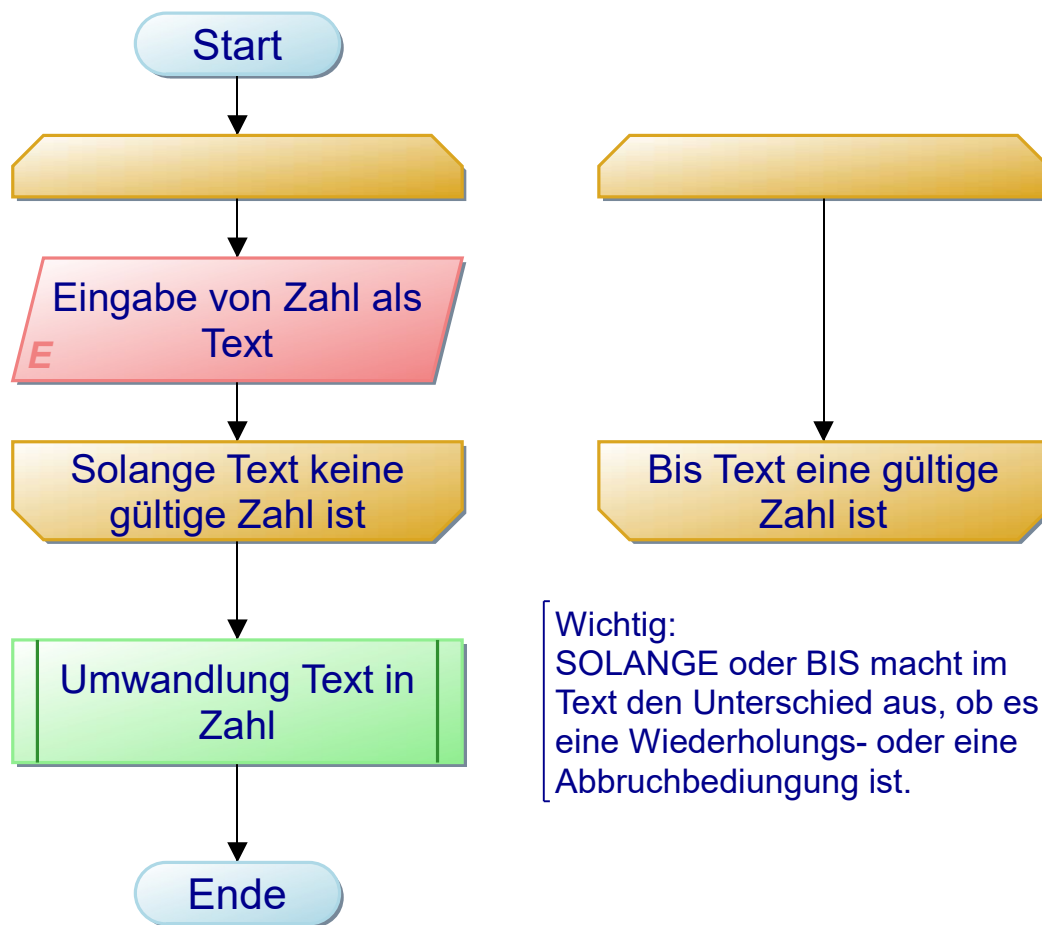 Start
Eingabe von Zahl als
Text
E
Solange Text keine
gültige Zahl ist
Umwandlung Text in
Zahl
Ende
Bis Text eine gültige
Zahl ist
Wichtig:
SOLANGE oder BIS macht im
Text den Unterschied aus, ob es
eine Wiederholungs- oder eine
Abbruchbediungung ist.